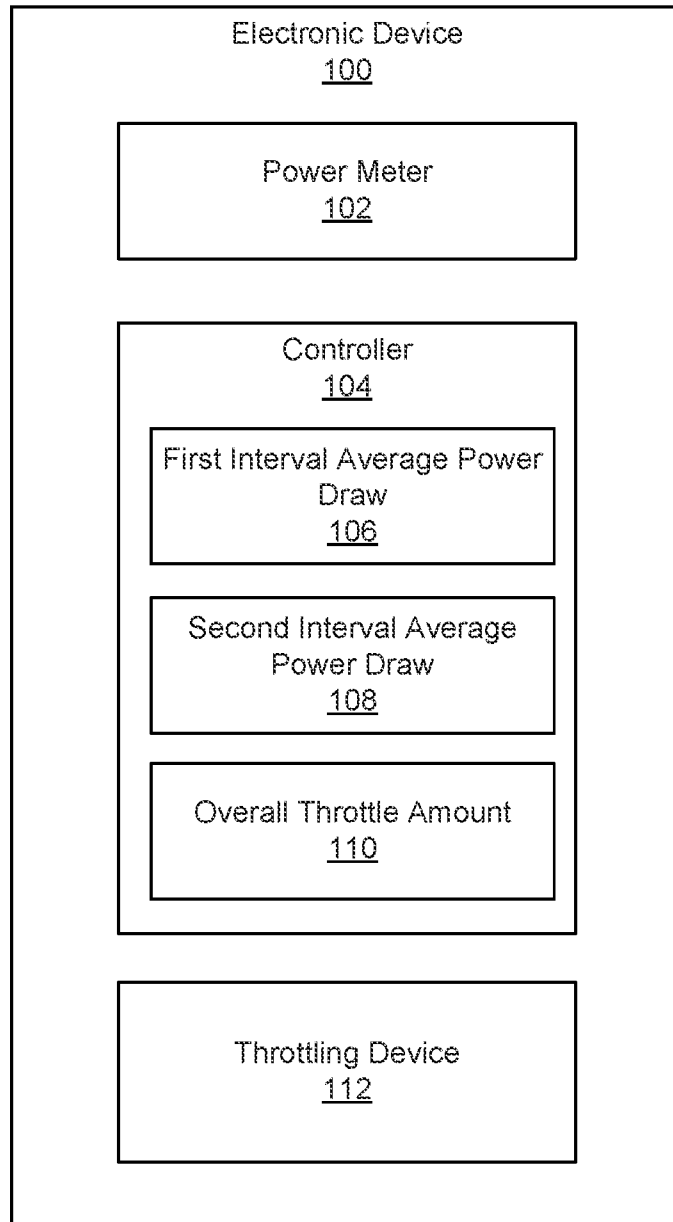 Electronic Device
100
Power Meter
102
Controller
104
First Interval Average Power
Draw
106
Second Interval Average
Power Draw
108
Overall Throttle Amount
110
Throttling Device
112